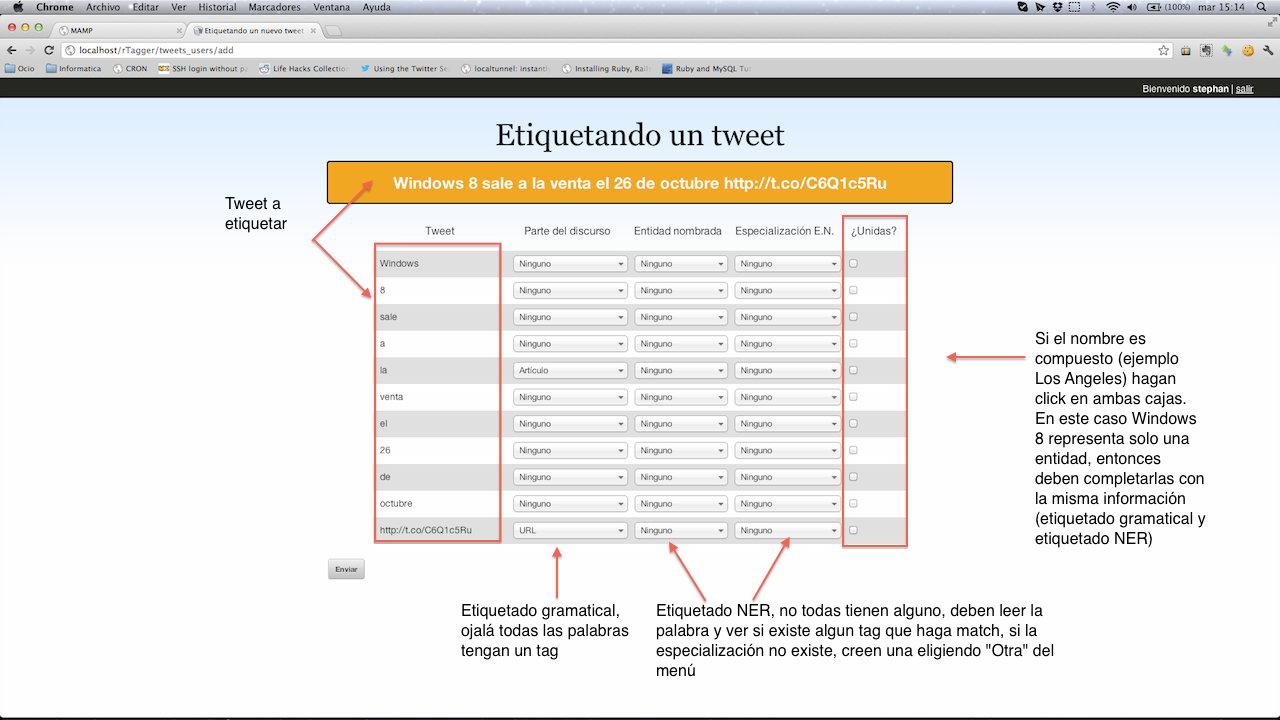 Chrome Archivo Editar Ver Historial Marcadores Ventana Ayuda (100%) mar 15:14
MAMP Etiquetando un nuevo tweet
localhost/rTagger/tweets_users/add
Ocio Informatica CRON SSH login without pa Life Hacks Collection Using the Twitter Se localtunnel: instant Installing Ruby, Rail Ruby and MySQL Tut
Bienvenido stephan | salir
Etiquetando un tweet
Windows 8 sale a la venta el 26 de octubre http://t.co/C6Q1c5Ru
Tweet a
etiquetar
Tweet Parte del discurso Entidad nombrada Especialización E.N. ¿Unidas?
Windows Ninguno Ninguno Ninguno
8 Ninguno Ninguno Ninguno
sale Ninguno Ninguno Ninguno
a Ninguno Ninguno Ninguno
la Artículo Ninguno Ninguno
venta Ninguno Ninguno Ninguno
el Ninguno Ninguno Ninguno
26 Ninguno Ninguno Ninguno
de Ninguno Ninguno Ninguno
octubre Ninguno Ninguno Ninguno
http://t.co/C6Q1c5Ru URL Ninguno Ninguno
Si el nombre es
compuesto (ejemplo
Los Angeles) hagan
click en ambas cajas.
En este caso Windows
8 representa solo una
entidad, entonces
deben completarlas con
la misma información
(etiquetado gramatical y
etiquetado NER)
Enviar
Etiquetado gramatical,
ojalá todas las palabras
tengan un tag
Etiquetado NER, no todas tienen alguno, deben leer la
palabra y ver si existe algun tag que haga match, si la
especialización no existe, creen una eligiendo "Otra" del
menú